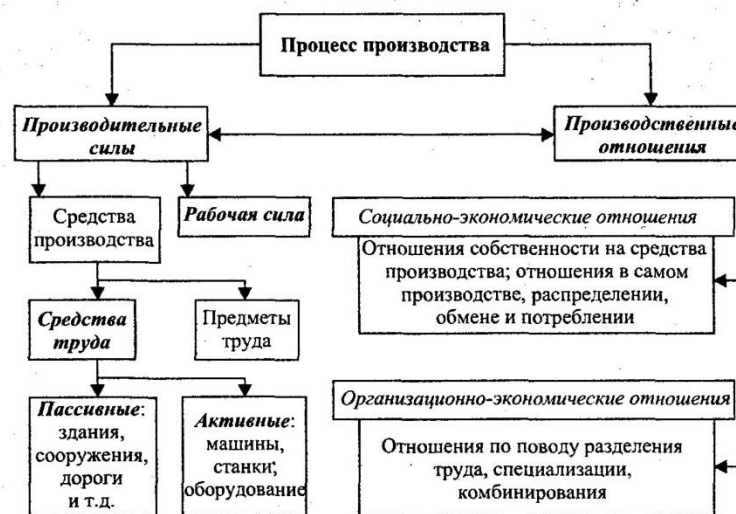 Процесс производства
Производительные
силы
Производственные
отношения
Средства
производства
Рабочая сила
Социально-экономические отношения
Отношения собственности на средства
производства; отношения в самом
производстве, распределении,
обмене и потреблении
Средства
труда
Предметы
труда
Пассивные:
здания,
сооружения,
дороги
и т.д.
Активные:
машины,
станки;
оборудование
Организационно-экономические отношения
Отношения по поводу разделения
труда, специализации,
комбинирования